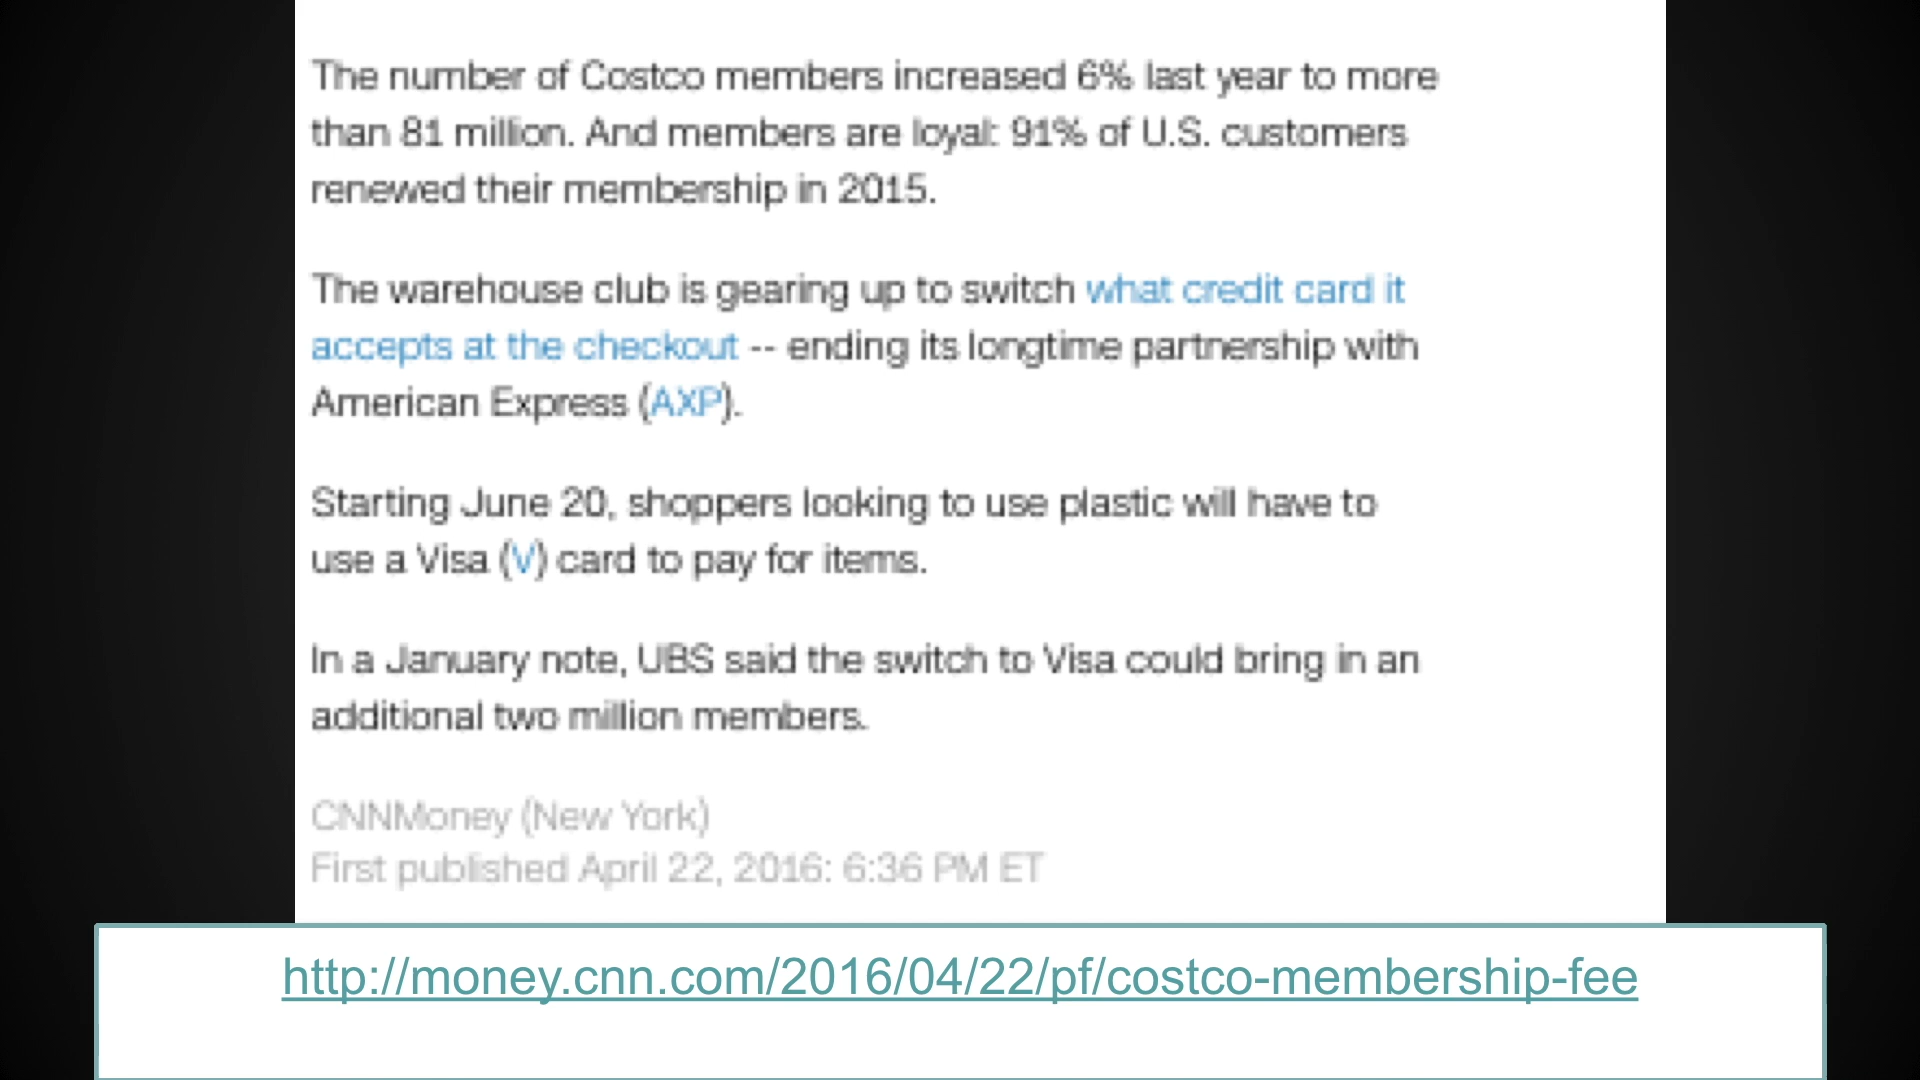 The number of Costco members increased 6% last year to more
than 81 million. And members are loyal: 91% of U.S. customers
renewed their membership in 2015.
The warehouse club is gearing up to switch what credit card it
accepts at the checkout -- ending its longtime partnership with
American Express (AXP).
Starting June 20, shoppers looking to use plastic will have to
use a Visa (V) card to pay for items.
In a January note, UBS said the switch to Visa could bring in an
additional two million members.
CNNMoney (New York)
First published April 22, 2016: 6:36 PM ET
http://money.cnn.com/2016/04/22/pf/costco-membership-fee